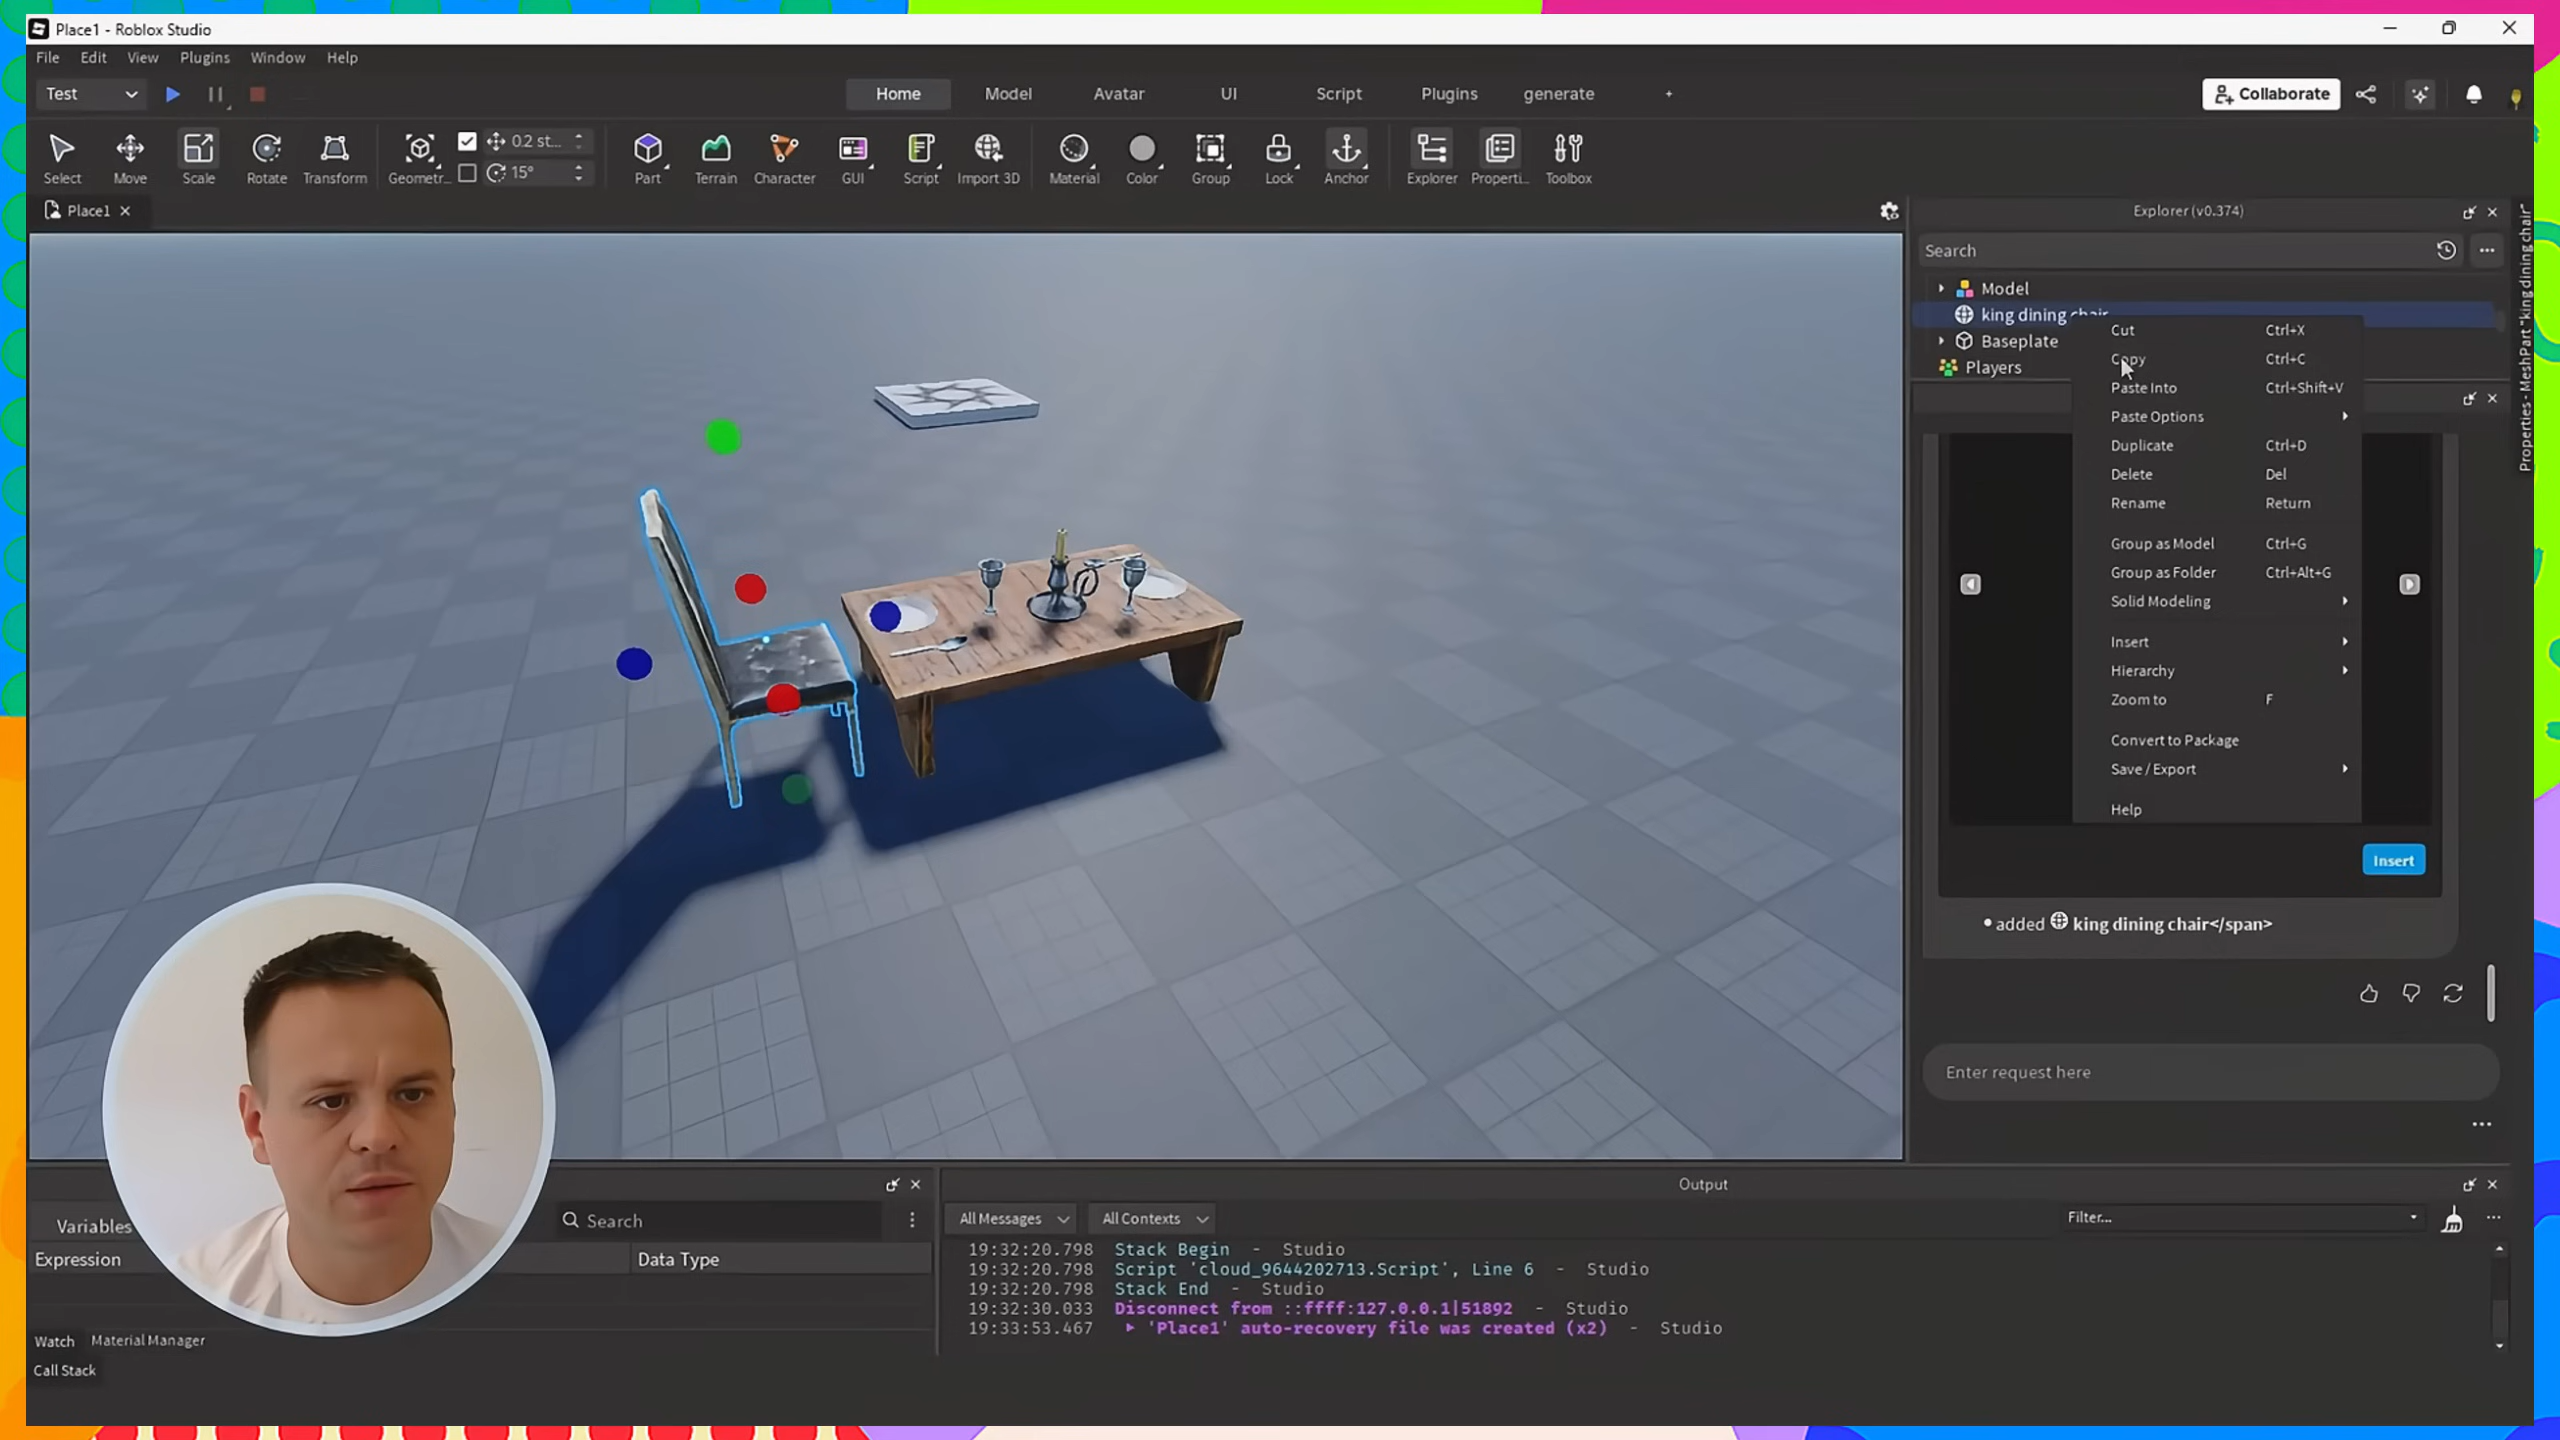 Place1 - Roblox Studio
File Edit View Plugins Window Help
Test
Home Model Avatar UI Script Plugins generate +
Collaborate
0.2 st...
15°
Select Move Scale Rotate Transform Geometr... Part Terrain Character GUI Script Import 3D Material Color Group Lock Anchor Explorer Properti... Toolbox
Place1
Explorer (v0.374)
Search
Model
king dining chair
Baseplate
Players
Properties - MeshPart "king dining chair"
Cut Ctrl+X
Copy Ctrl+C
Paste Into Ctrl+Shift+V
Paste Options
Duplicate Ctrl+D
Delete Del
Rename Return
Group as Model Ctrl+G
Group as Folder Ctrl+Alt+G
Solid Modeling
Insert
Hierarchy
Zoom to F
Convert to Package
Save / Export
Help
Insert
• added king dining chair</span>
Enter request here
Variables
Search
Expression
Data Type
Watch Material Manager
Call Stack
Output
All Messages
All Contexts
Filter...
19:32:20.798 Stack Begin - Studio
19:32:20.798 Script 'cloud_9644202713.Script', Line 6 - Studio
19:32:20.798 Stack End - Studio
19:32:30.033 Disconnect from ::ffff:127.0.0.1|51892 - Studio
19:33:53.467 'Place1' auto-recovery file was created (x2) - Studio